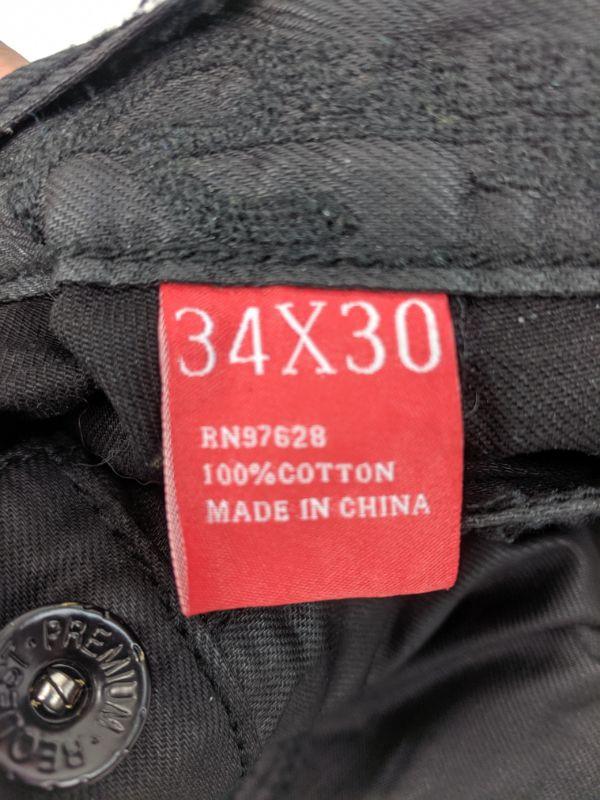 34X30
RN97628
100%COTTON
MADE IN CHINA
REQUEST • PREMIUM